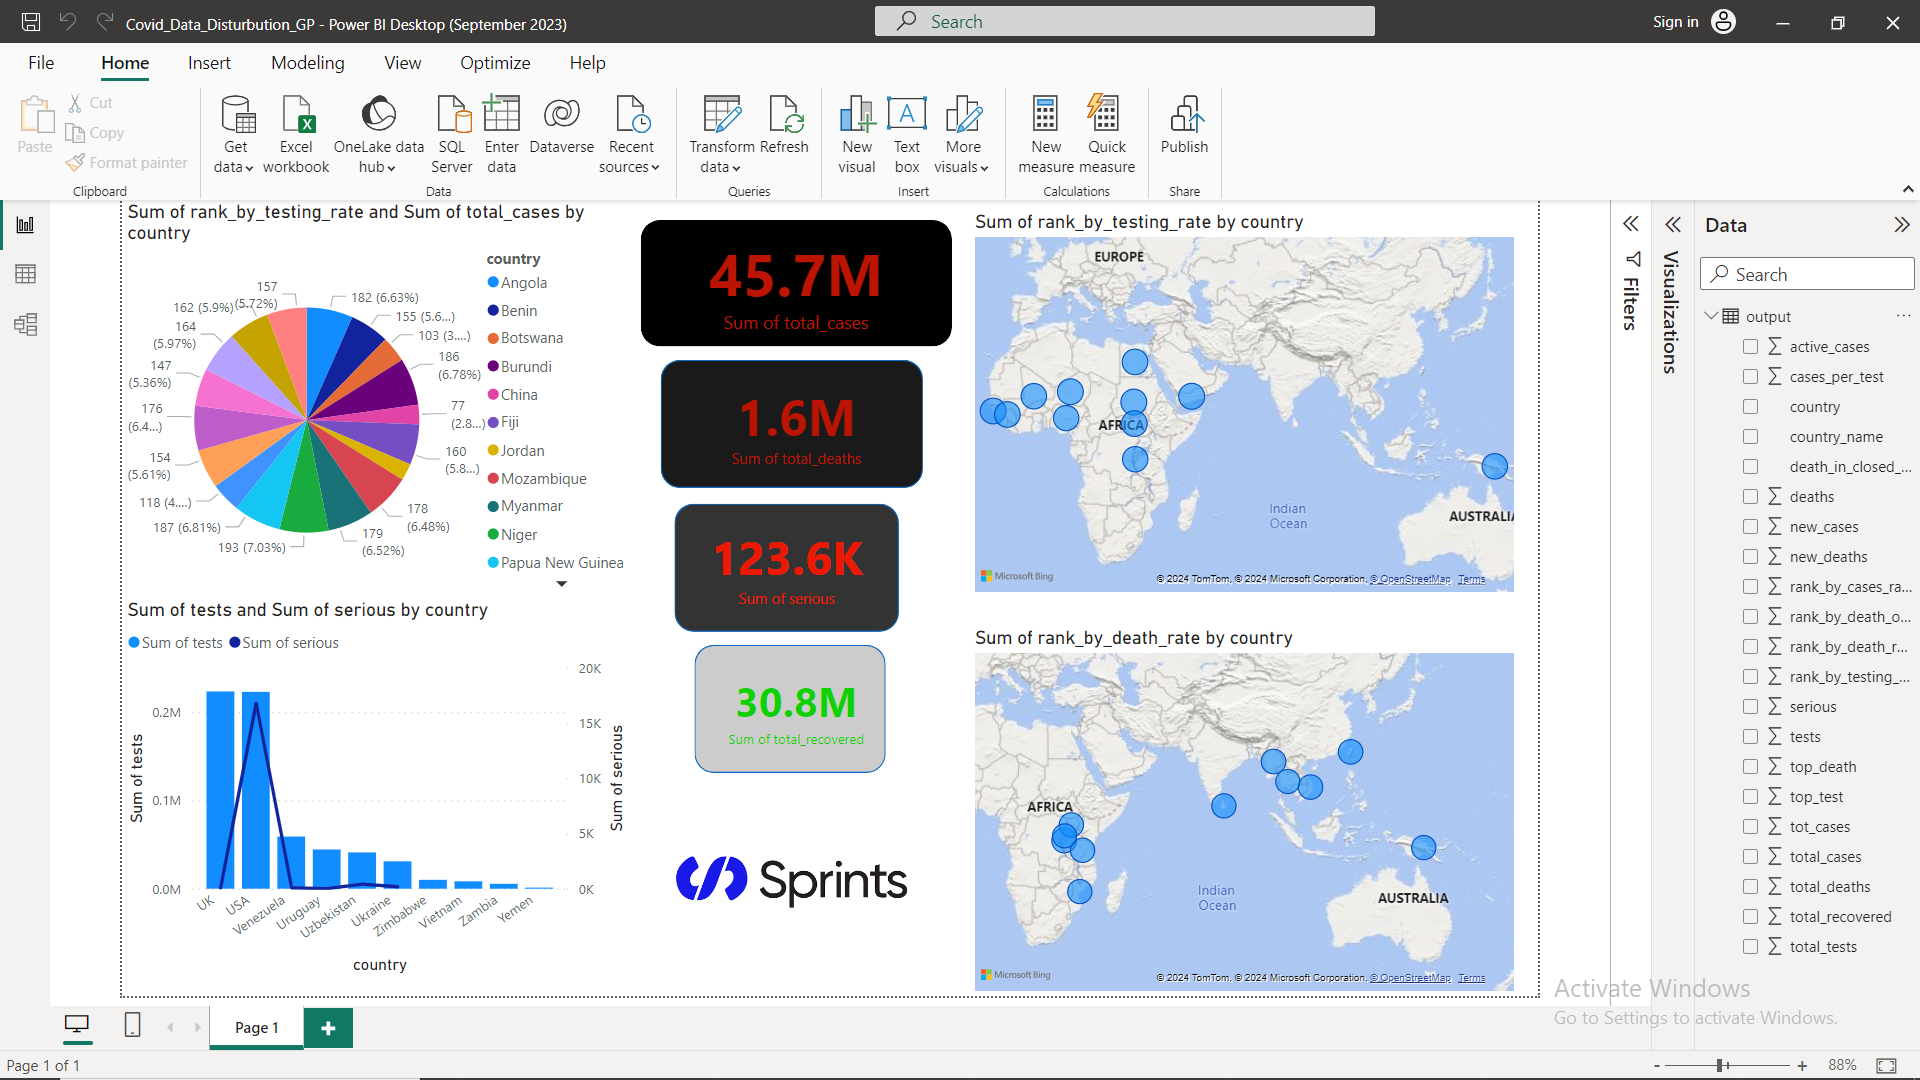 Covid_Data_Disturbution_GP - Power BI Desktop (September 2023)
Search
Sign in
File
Home
Insert
Modeling
View
Optimize
Help
Paste
Cut
Copy
Format painter
Clipboard
Get data
Excel workbook
OneLake data hub
SQL Server
Enter data
Dataverse
Recent sources
Data
Transform data
Refresh
Queries
New visual
Text box
More visuals
Insert
New measure
Quick measure
Calculations
Publish
Share
Sum of rank_by_testing_rate and Sum of total_cases by
country
157
(5.72%)
182 (6.63%)
155 (5.6...)
103 (3....)
186
(6.78%)
77
(2.8...)
160
(5.8...)
178
(6.48%)
179
(6.52%)
193 (7.03%)
187 (6.81%)
118 (4....)
154
(5.61%)
176
(6.4...)
147
(5.36%)
164
(5.97%)
162 (5.9%)
country
Angola
Benin
Botswana
Burundi
China
Fiji
Jordan
Mozambique
Myanmar
Niger
Papua New Guinea
45.7M
Sum of total_cases
1.6M
Sum of total_deaths
123.6K
Sum of serious
30.8M
Sum of total_recovered
Sprints
Sum of rank_by_testing_rate by country
EUROPE
AFRICA
Indian
Ocean
AUSTRALIA
Microsoft Bing
© 2024 TomTom, © 2024 Microsoft Corporation, © OpenStreetMap Terms
Sum of tests and Sum of serious by country
Sum of tests
Sum of serious
Sum of tests
0.2M
0.1M
0.0M
20K
15K
10K
5K
0K
Sum of serious
UK
USA
Venezuela
Uruguay
Uzbekistan
Ukraine
Zimbabwe
Vietnam
Zambia
Yemen
country
Sum of rank_by_death_rate by country
AFRICA
Indian
Ocean
AUSTRALIA
Microsoft Bing
© 2024 TomTom, © 2024 Microsoft Corporation, © OpenStreetMap Terms
Filters
Visualizations
Data
Search
output
active_cases
cases_per_test
country
country_name
death_in_closed_...
deaths
new_cases
new_deaths
rank_by_cases_ra...
rank_by_death_o...
rank_by_death_r...
rank_by_testing_...
serious
tests
top_death
top_test
tot_cases
total_cases
total_deaths
total_recovered
total_tests
Activate Windows
Go to Settings to activate Windows.
Page 1
Page 1 of 1
- +
88%